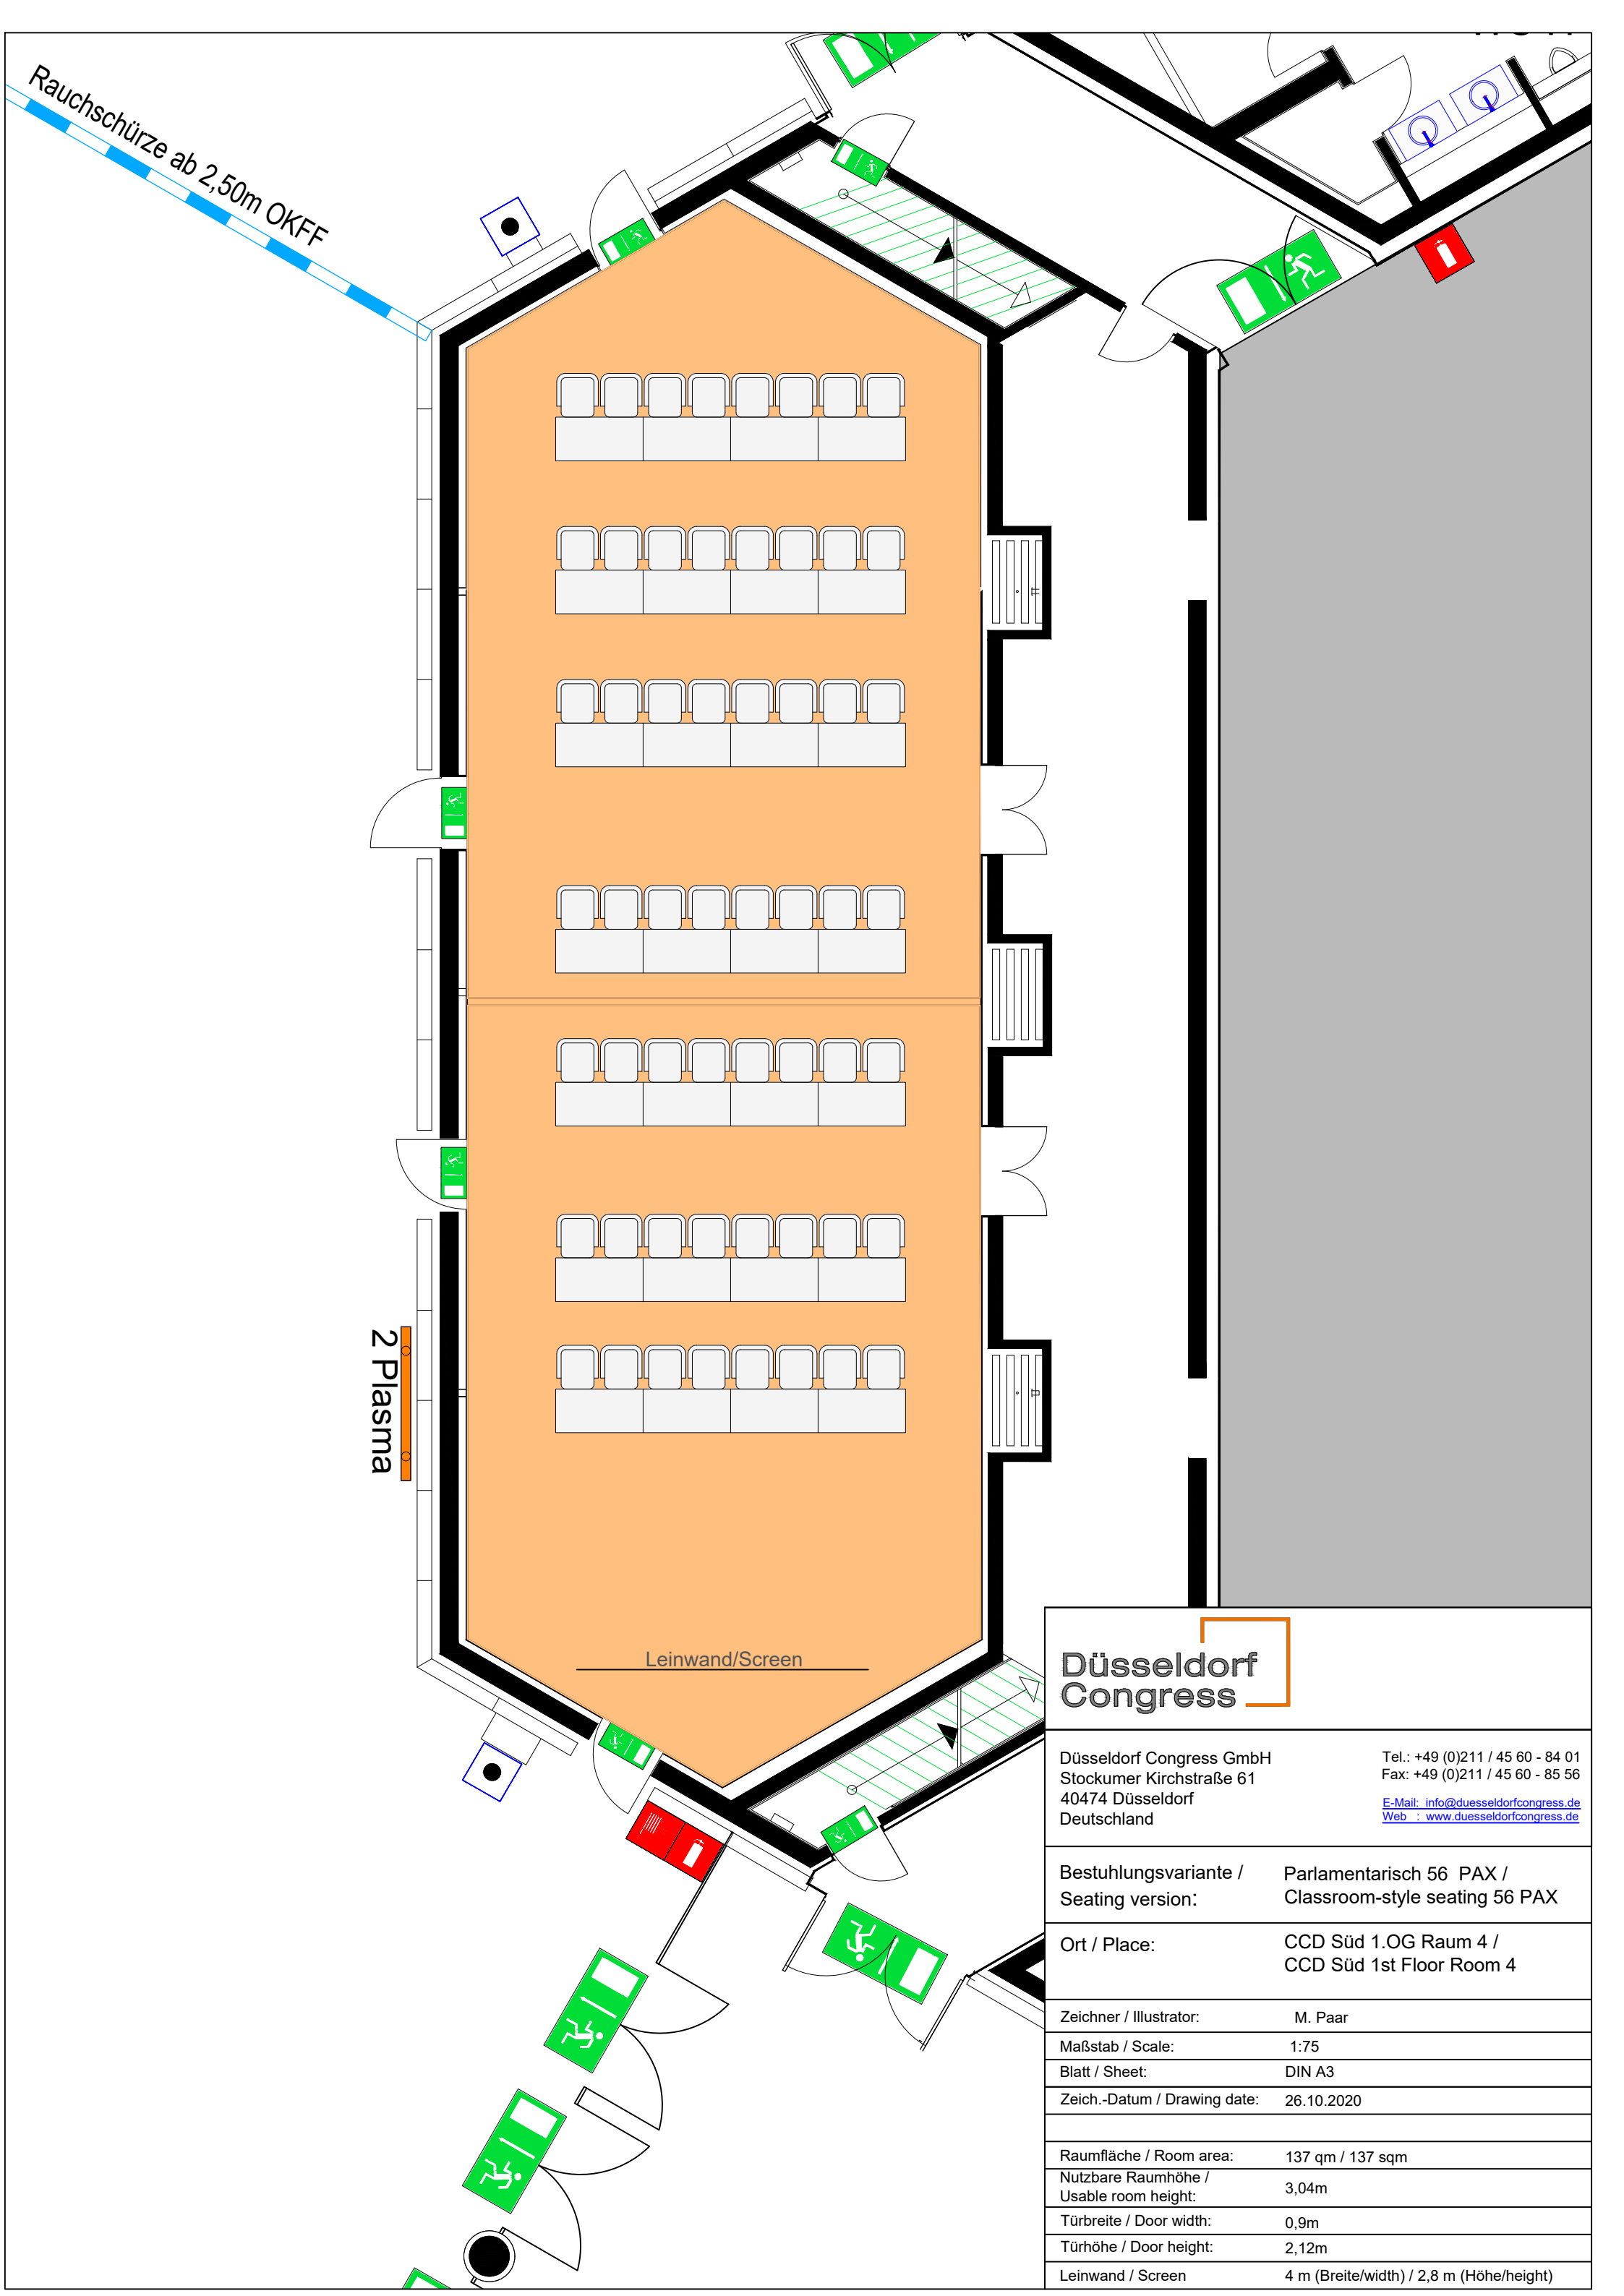 Rauchschürze ab 2,50m OKFF
2 Plasma
Leinwand/Screen
Düsseldorf
Congress
Düsseldorf Congress GmbH
Stockumer Kirchstraße 61
40474 Düsseldorf
Deutschland
Tel.: +49 (0)211 / 45 60 - 84 01
Fax: +49 (0)211 / 45 60 - 85 56
E-Mail: info@duesseldorfcongress.de
Web : www.duesseldorfcongress.de
Bestuhlungsvariante /
Seating version:
Parlamentarisch 56 PAX /
Classroom-style seating 56 PAX
Ort / Place:
CCD Süd 1.OG Raum 4 /
CCD Süd 1st Floor Room 4
Zeichner / Illustrator: M. Paar
Maßstab / Scale: 1:75
Blatt / Sheet: DIN A3
Zeich.-Datum / Drawing date: 26.10.2020
Raumfläche / Room area: 137 qm / 137 sqm
Nutzbare Raumhöhe /
Usable room height:
3,04m
Türbreite / Door width: 0,9m
Türhöhe / Door height: 2,12m
Leinwand / Screen 4 m (Breite/width) / 2,8 m (Höhe/height)